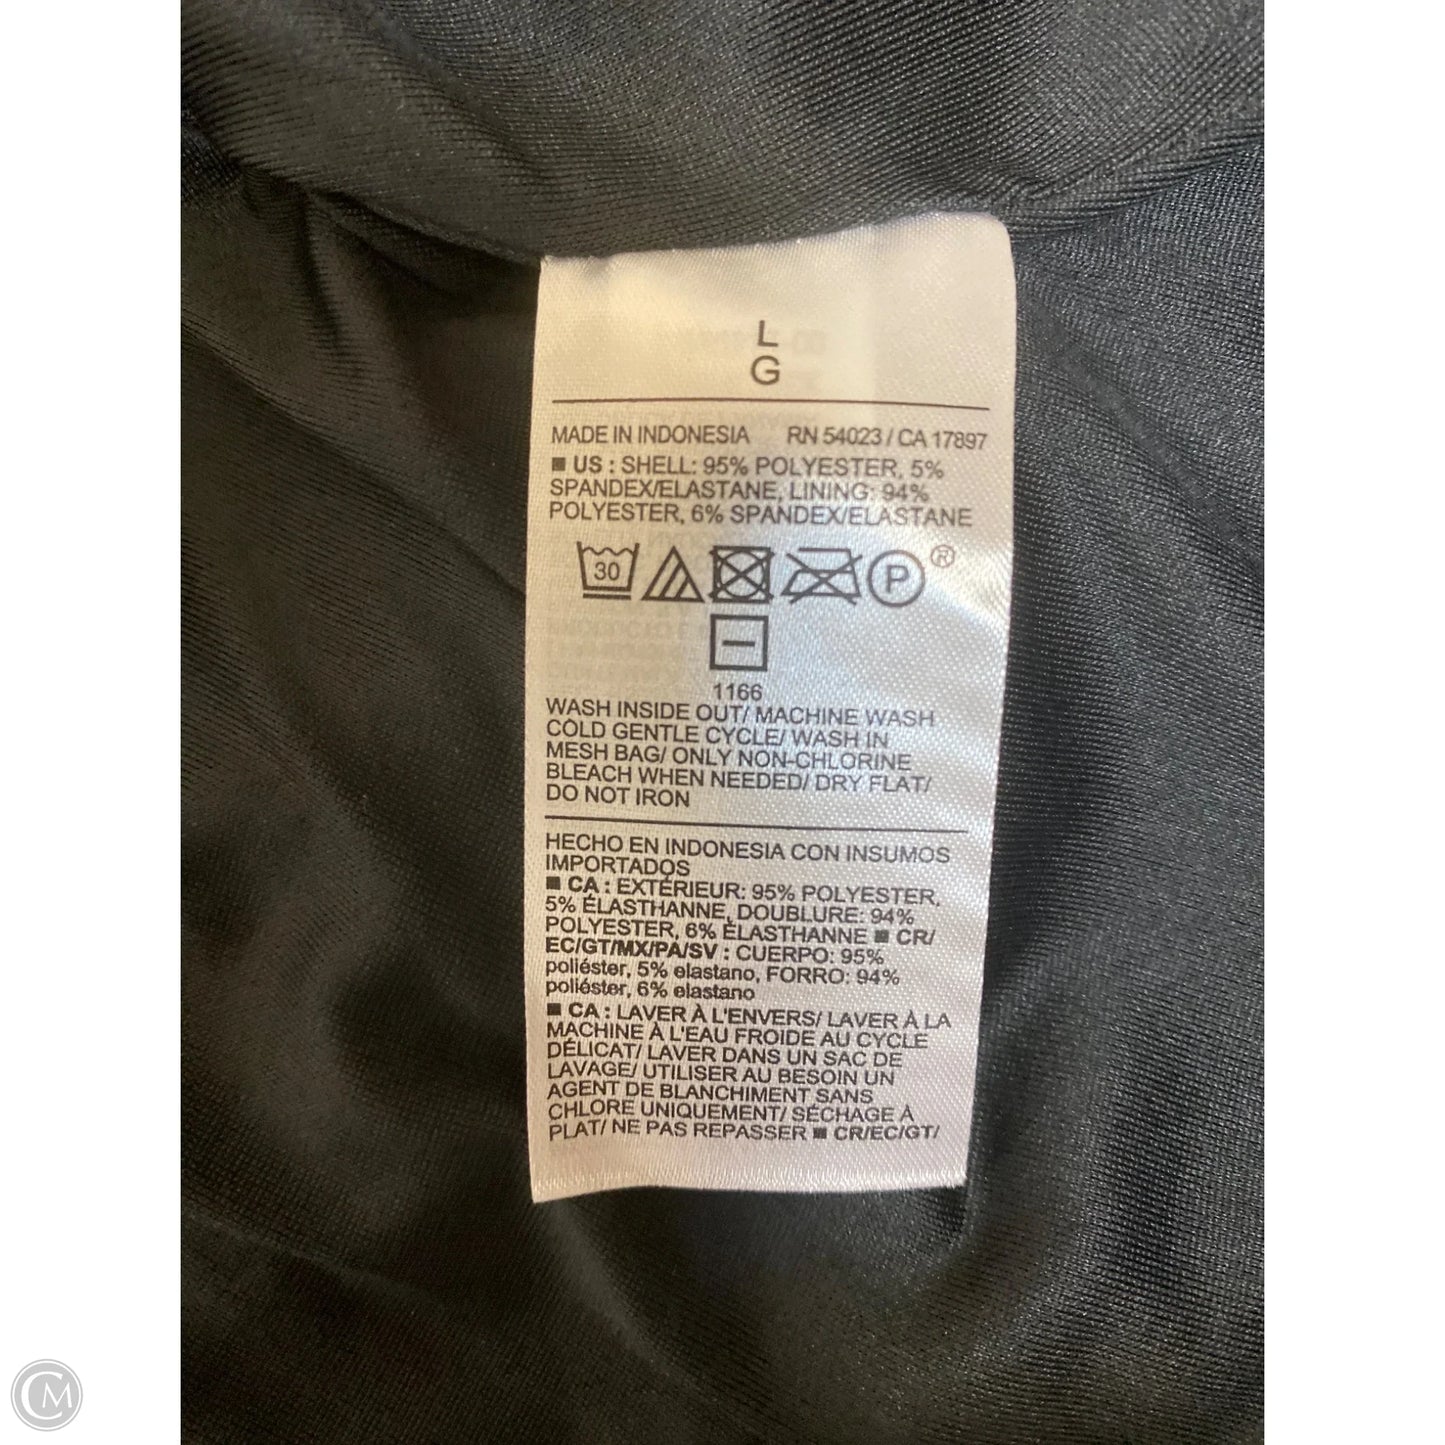 L
G
MADE IN INDONESIA RN 54023 / CA 17897
■ US : SHELL: 95% POLYESTER, 5%
SPANDEX/ELASTANE, LINING: 94%
POLYESTER, 6% SPANDEX/ELASTANE
30 P ®
1166
WASH INSIDE OUT/ MACHINE WASH
COLD GENTLE CYCLE/ WASH IN
MESH BAG/ ONLY NON-CHLORINE
BLEACH WHEN NEEDED/ DRY FLAT/
DO NOT IRON
HECHO EN INDONESIA CON INSUMOS
IMPORTADOS
■ CA : EXTÉRIEUR: 95% POLYESTER,
5% ÉLASTHANNE, DOUBLURE: 94%
POLYESTER, 6% ÉLASTHANNE ■ CR/
EC/GT/MX/PA/SV : CUERPO: 95%
poliéster, 5% elastano, FORRO: 94%
poliéster, 6% elastano
■ CA : LAVER À L'ENVERS/ LAVER À LA
MACHINE À L'EAU FROIDE AU CYCLE
DÉLICAT/ LAVER DANS UN SAC DE
LAVAGE/ UTILISER AU BESOIN UN
AGENT DE BLANCHIMENT SANS
CHLORE UNIQUEMENT/ SÉCHAGE À
PLAT/ NE PAS REPASSER ■ CR/EC/GT/
CM